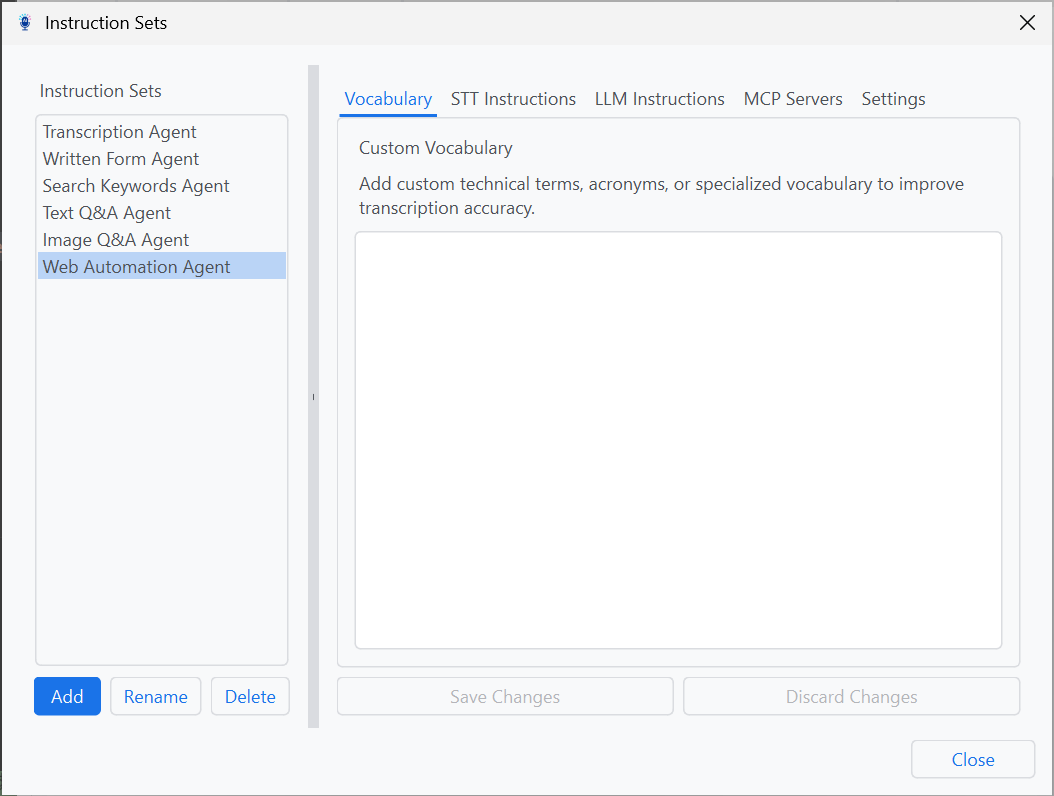 Instruction Sets
Instruction Sets
Transcription Agent
Written Form Agent
Search Keywords Agent
Text Q&A Agent
Image Q&A Agent
Web Automation Agent
Add
Rename
Delete
Vocabulary
STT Instructions
LLM Instructions
MCP Servers
Settings
Custom Vocabulary
Add custom technical terms, acronyms, or specialized vocabulary to improve
transcription accuracy.
Save Changes
Discard Changes
Close